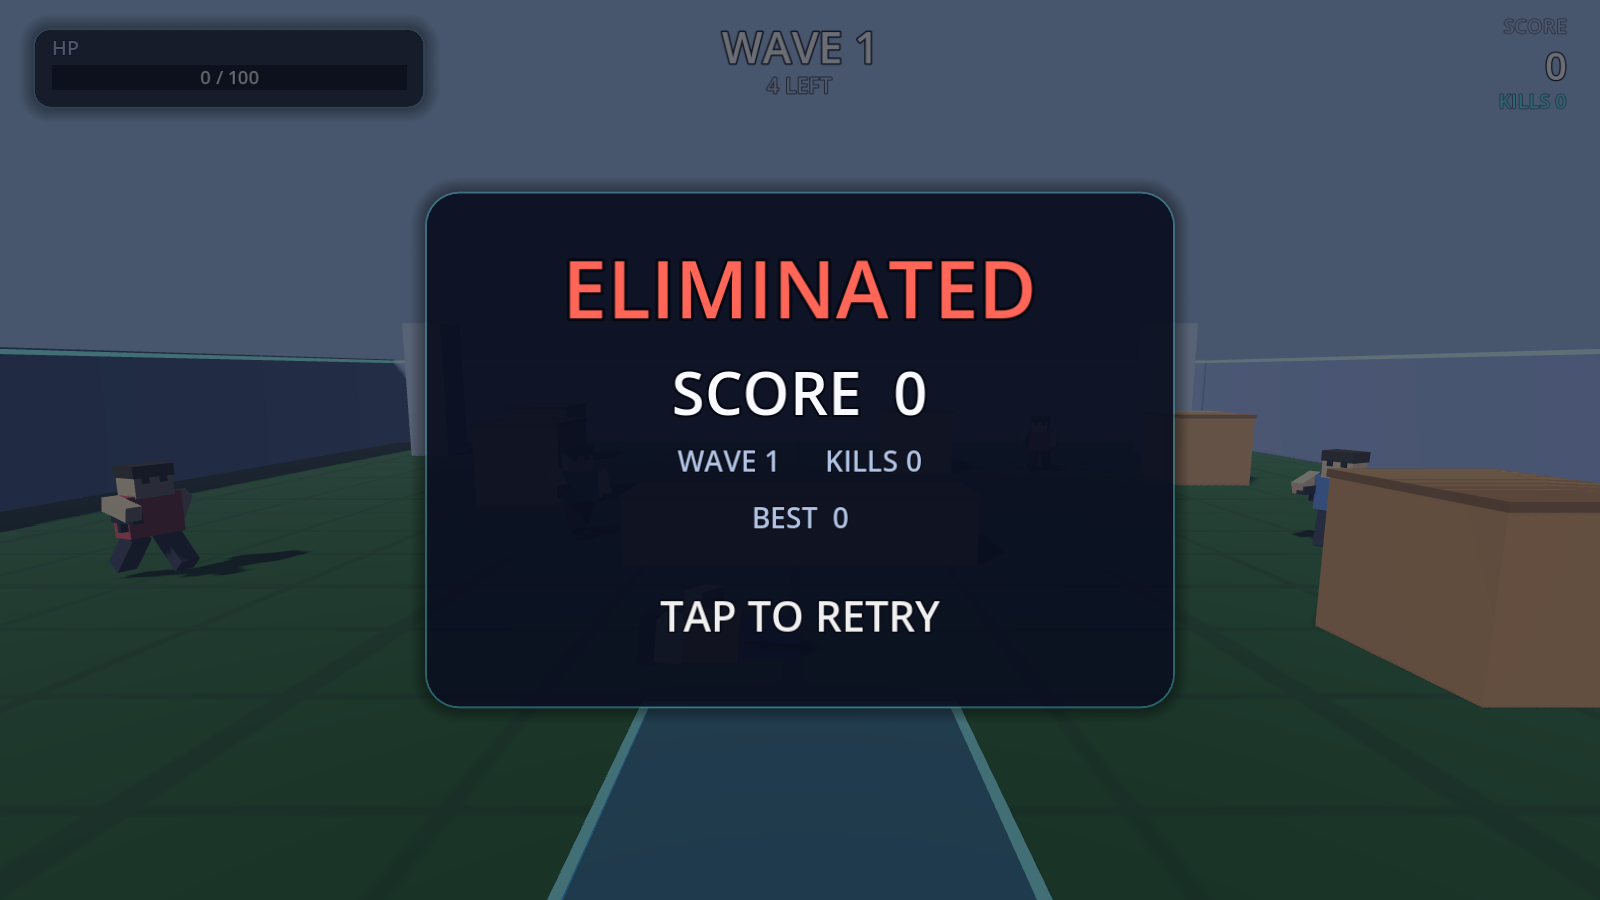 HP
0 / 100
WAVE 1
4 LEFT
SCORE
0
KILLS 0
ELIMINATED
SCORE 0
WAVE 1 KILLS 0
BEST 0
TAP TO RETRY